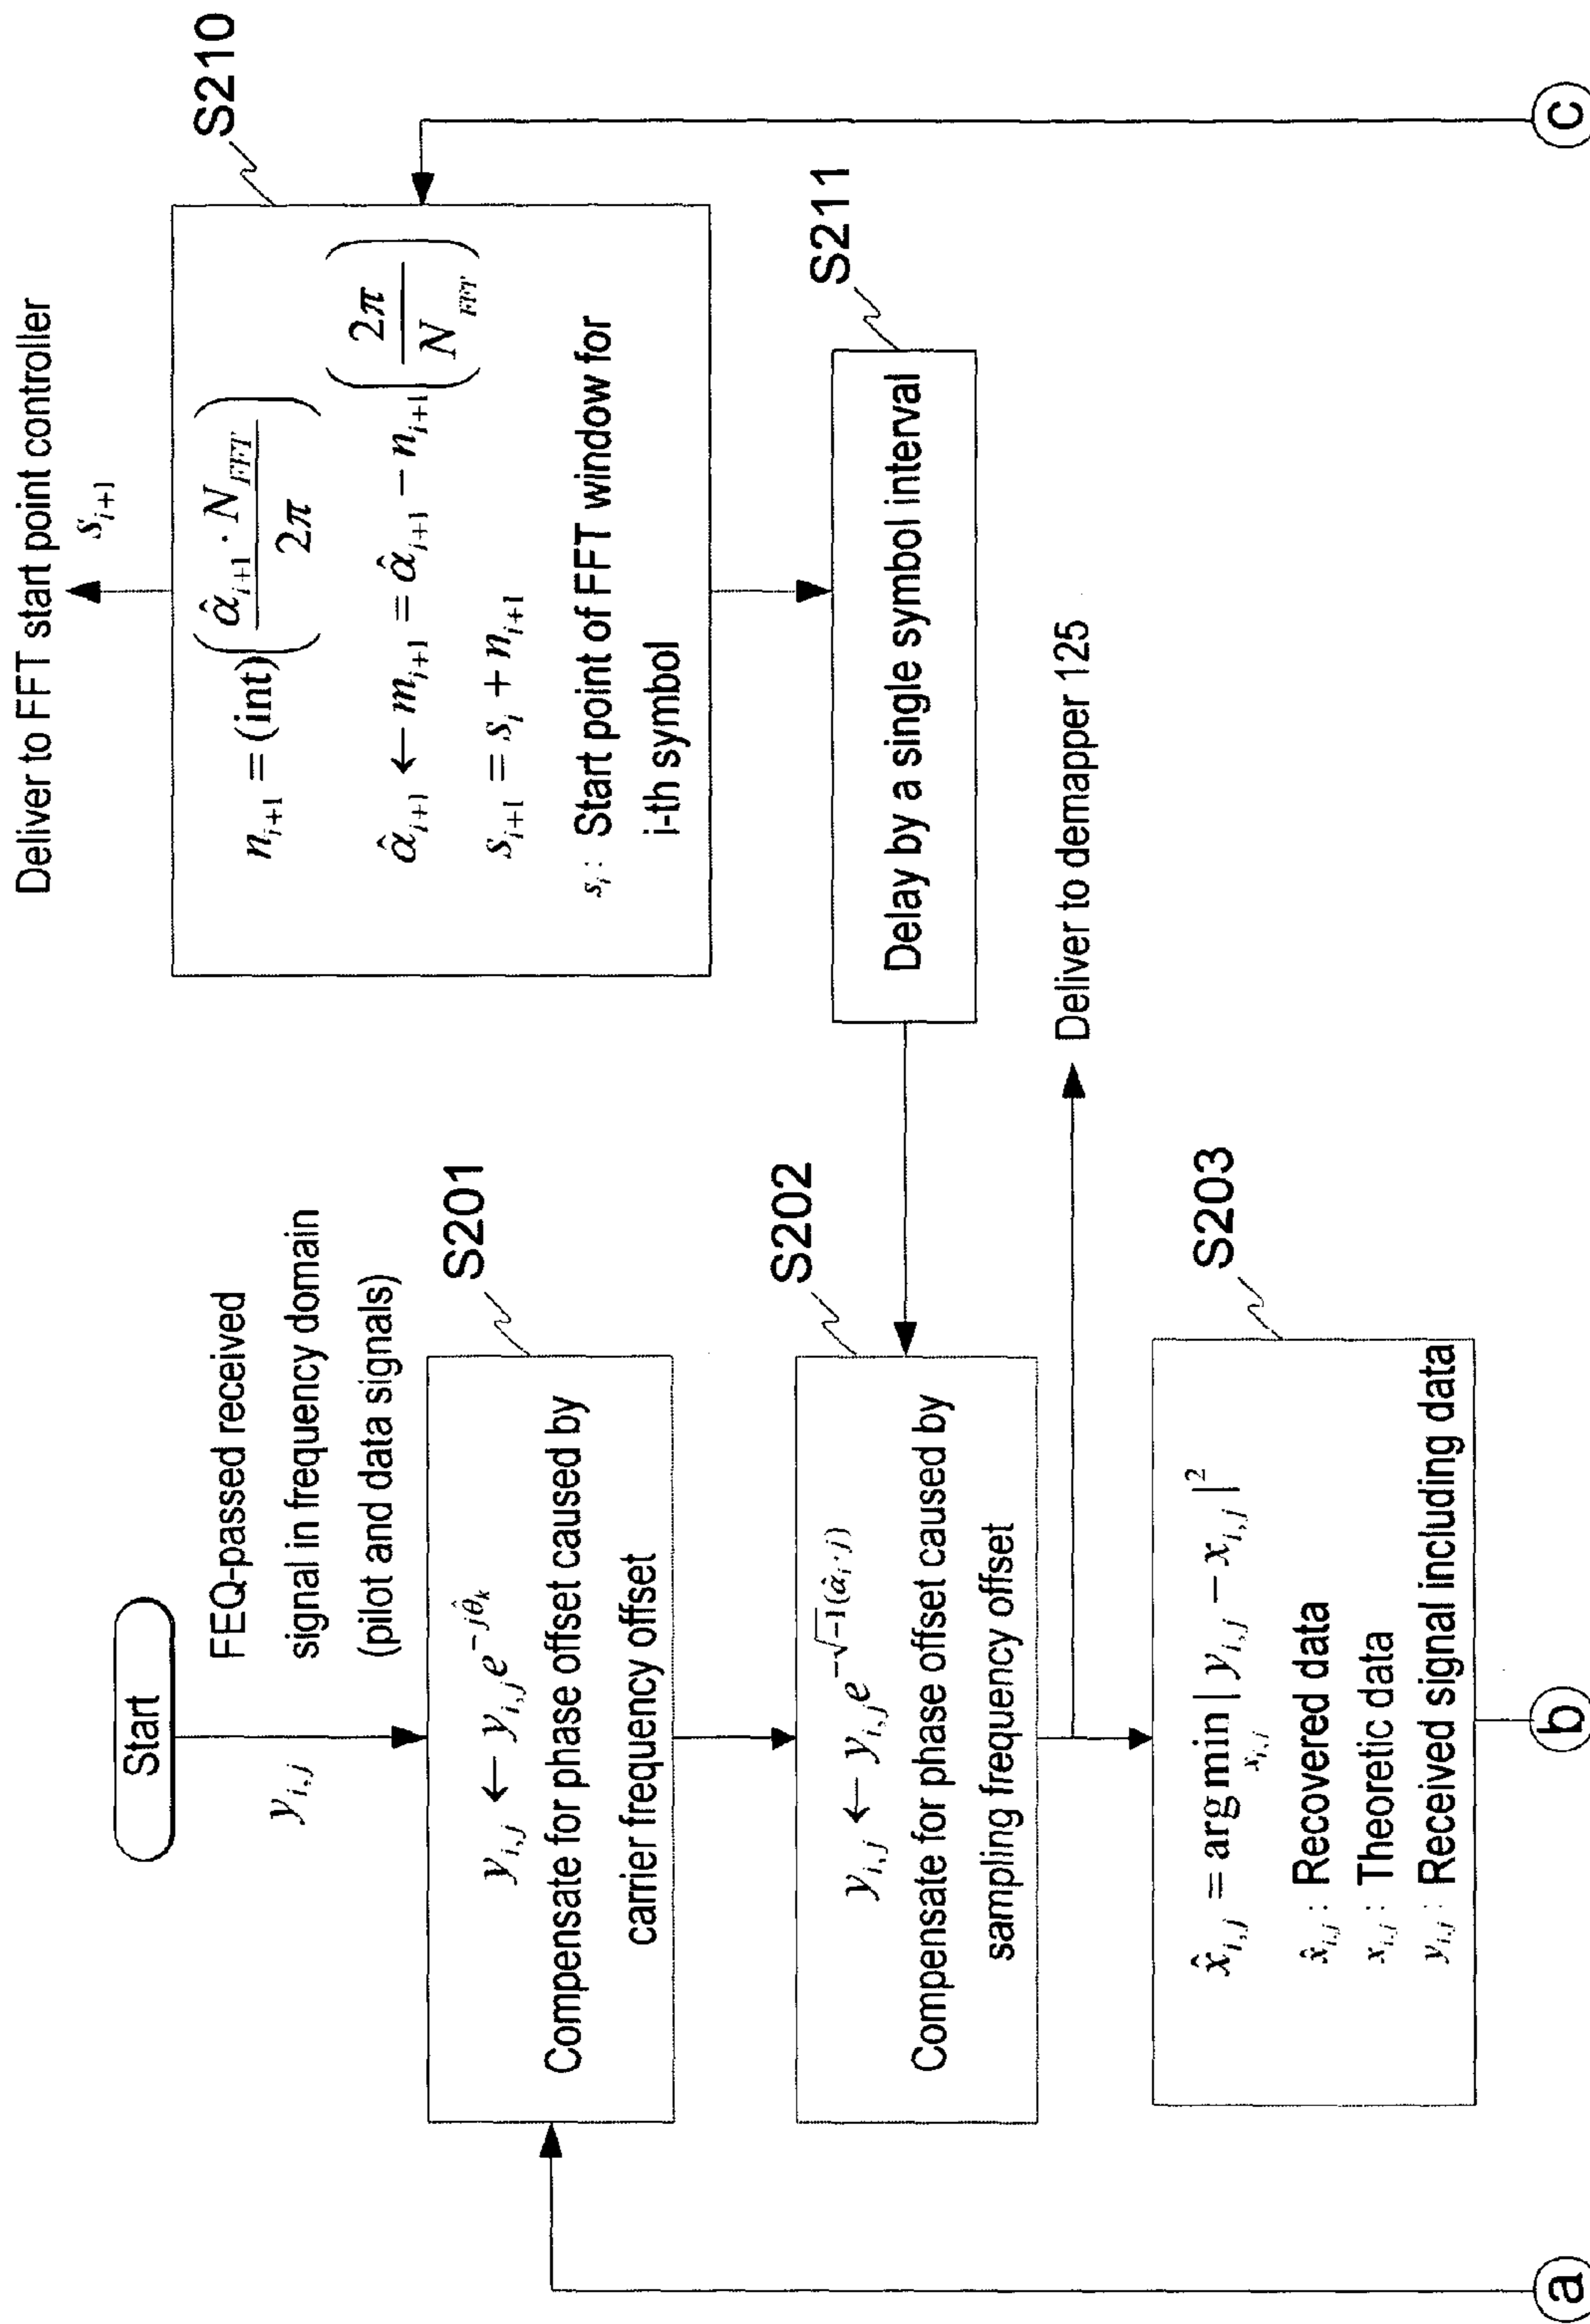 Start
y_{i,j}
FEQ-passed received
signal in frequency domain
(pilot and data signals)
S201
y_{i,j} ← y_{i,j} e^{-jθ̂_k}
Compensate for phase offset caused by
carrier frequency offset
S202
y_{i,j} ← y_{i,j} e^{-√-1(α̂_i·j)}
Compensate for phase offset caused by
sampling frequency offset
Deliver to demapper 125
S203
x̂_{i,j} = arg min_{x_{i,j}} | y_{i,j} − x_{i,j} |²
x̂_{i,j} : Recovered data
x_{i,j} : Theoretic data
y_{i,j} : Received signal including data
a
b
Deliver to FFT start point controller
s_{i+1}
S210
n_{i+1} = (int) ( α̂_{i+1} · N_{FFT} / 2π )
α̂_{i+1} ← m_{i+1} = α̂_{i+1} − n_{i+1} ( 2π / N_{FFT} )
s_{i+1} = s_i + n_{i+1}
s_i : Start point of FFT window for
i-th symbol
S211
Delay by a single symbol interval
c